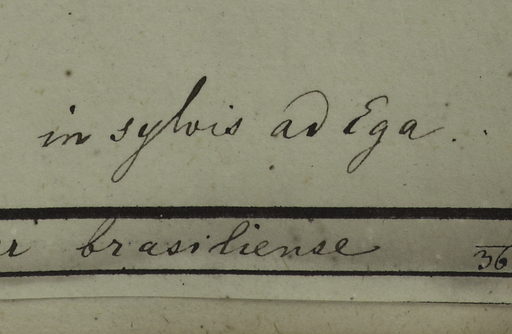 in sylvis ad Ega.
r brasiliense 36